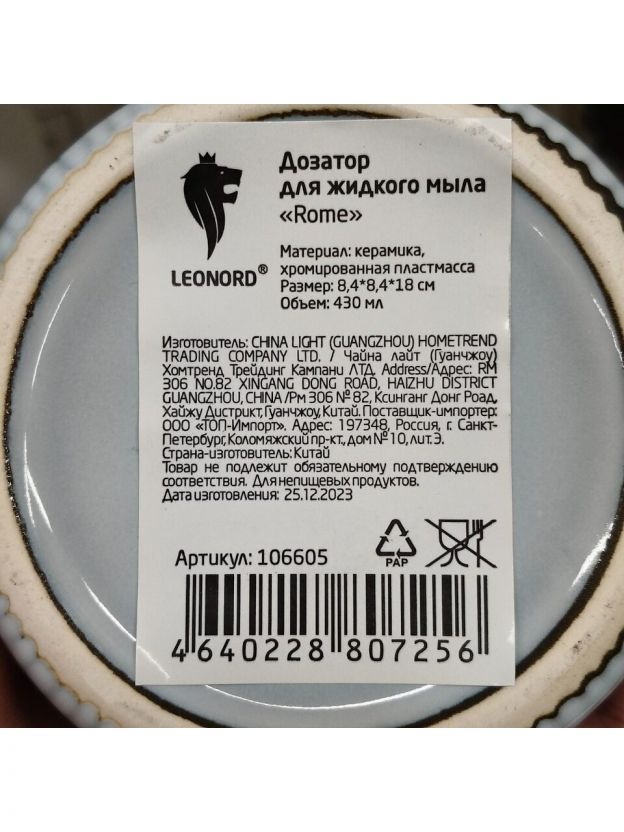 LEONORD®
Дозатор
для жидкого мыла
«Rome»
Материал: керамика,
хромированная пластмасса
Размер: 8,4*8,4*18 см
Объем: 430 мл
Изготовитель: CHINA LIGHT (GUANGZHOU) HOMETREND
TRADING COMPANY LTD. / Чайна лайт (Гуанчжоу)
Хомтренд Трейдинг Кампани ЛТД. Address/Адрес: RM
306 NO.82 XINGANG DONG ROAD, HAIZHU DISTRICT
GUANGZHOU, CHINA /Рм 306 № 82, Ксинганг Донг Роад,
Хайжу Дистрикт, Гуанчжоу, Китай. Поставщик-импортер:
ООО «ТОП-Импорт». Адрес: 197348, Россия, г. Санкт-
Петербург, Коломяжский пр-кт., дом № 10, лит. Э.
Страна-изготовитель: Китай
Товар не подлежит обязательному подтверждению
соответствия. Для непищевых продуктов.
Дата изготовления: 25.12.2023
Артикул: 106605
PAP
4 640228 807256